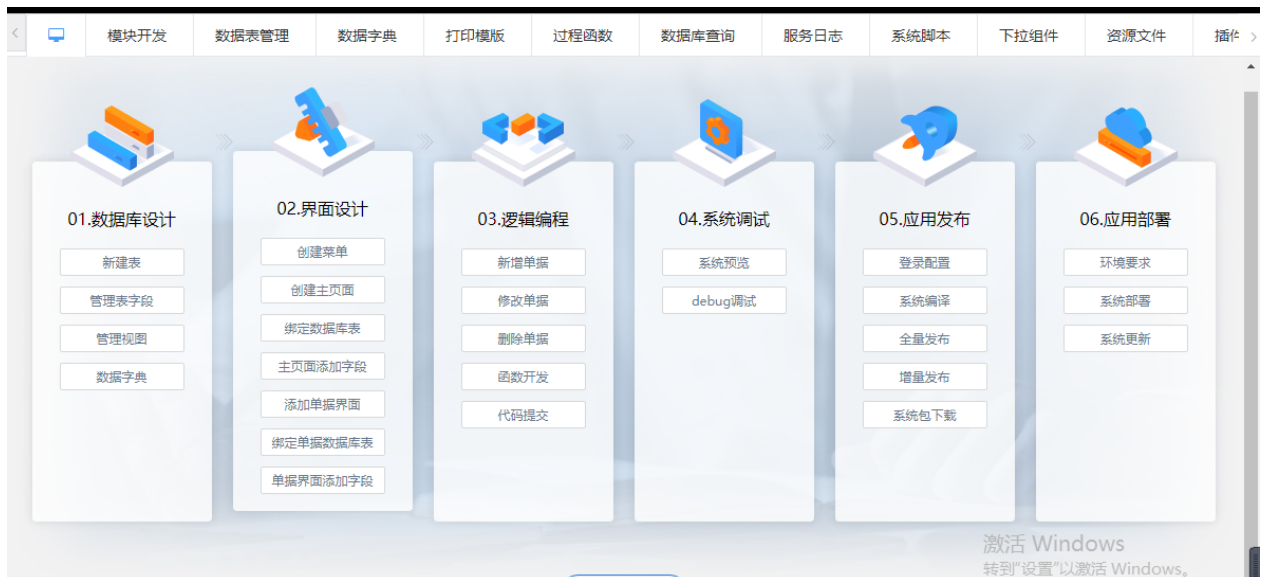 模块开发
数据表管理
数据字典
打印模版
过程函数
数据库查询
服务日志
系统脚本
下拉组件
资源文件
插件
01.数据库设计
新建表
管理表字段
管理视图
数据字典
02.界面设计
创建菜单
创建主页面
绑定数据库表
主页面添加字段
添加单据界面
绑定单据数据库表
单据界面添加字段
03.逻辑编程
新增单据
修改单据
删除单据
函数开发
代码提交
04.系统调试
系统预览
debug调试
05.应用发布
登录配置
系统编译
全量发布
增量发布
系统包下载
06.应用部署
环境要求
系统部署
系统更新
激活 Windows
转到"设置"以激活 Windows。